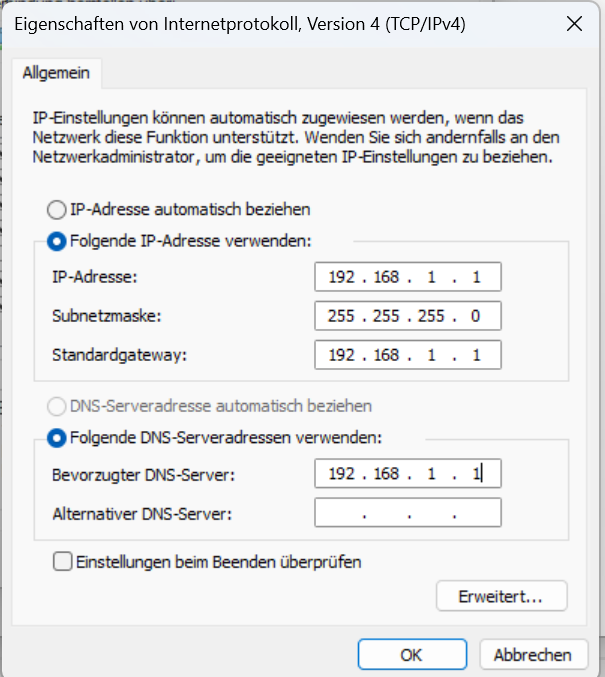 Eigenschaften von Internetprotokoll, Version 4 (TCP/IPv4)
Allgemein
IP-Einstellungen können automatisch zugewiesen werden, wenn das
Netzwerk diese Funktion unterstützt. Wenden Sie sich andernfalls an den
Netzwerkadministrator, um die geeigneten IP-Einstellungen zu beziehen.
IP-Adresse automatisch beziehen
Folgende IP-Adresse verwenden:
IP-Adresse: 192 . 168 . 1 . 1
Subnetzmaske: 255 . 255 . 255 . 0
Standardgateway: 192 . 168 . 1 . 1
DNS-Serveradresse automatisch beziehen
Folgende DNS-Serveradressen verwenden:
Bevorzugter DNS-Server: 192 . 168 . 1 . 1
Alternativer DNS-Server: . . .
Einstellungen beim Beenden überprüfen
Erweitert...
OK Abbrechen